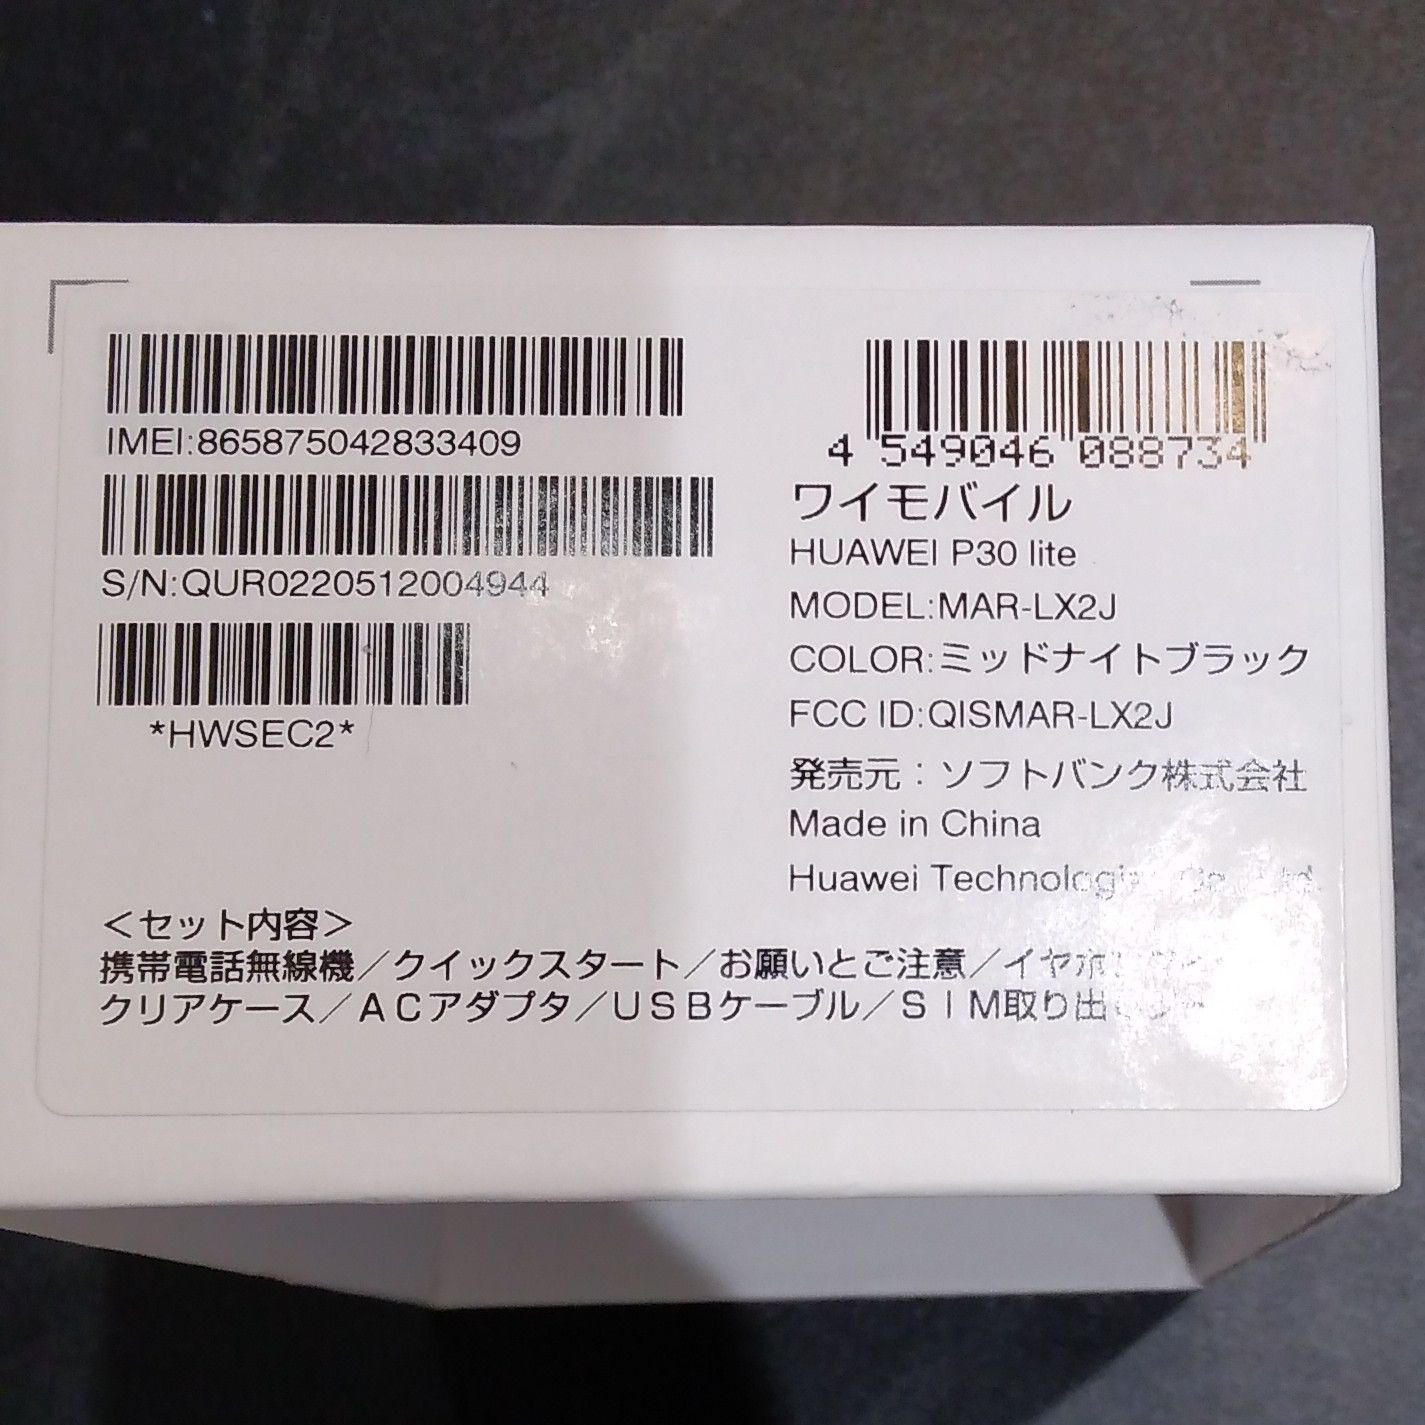 IMEI:865875042833409
S/N:QUR0220512004944
*HWSEC2*
4 549046 088734
ワイモバイル
HUAWEI P30 lite
MODEL:MAR-LX2J
COLOR:ミッドナイトブラック
FCC ID:QISMAR-LX2J
発売元：ソフトバンク株式会社
Made in China
Huawei Technologies Co., Ltd.
＜セット内容＞
携帯電話無線機／クイックスタート／お願いとご注意／
クリアケース／ＡＣアダプタ／ＵＳＢケーブル／ＳＩＭ取り出し